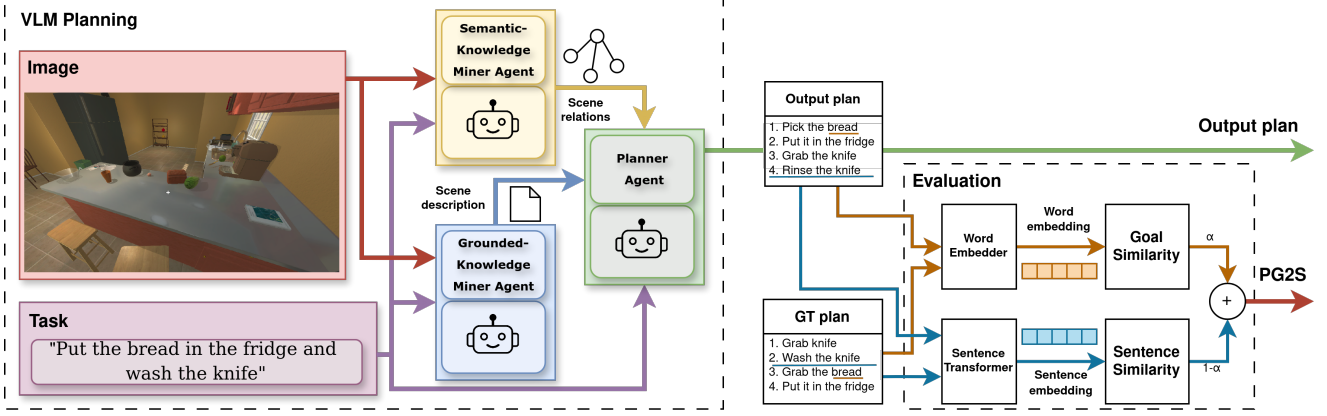 VLM Planning
Image
Task
"Put the bread in the fridge and
wash the knife"
Semantic-
Knowledge
Miner Agent
Scene
relations
Scene
description
Grounded-
Knowledge
Miner Agent
Planner
Agent
Output plan
1. Pick the bread
2. Put it in the fridge
3. Grab the knife
4. Rinse the knife
GT plan
1. Grab knife
2. Wash the knife
3. Grab the bread
4. Put it in the fridge
Output plan
Evaluation
Word
Embedder
Word
embedding
Goal
Similarity
α
Sentence
Transformer
Sentence
embedding
Sentence
Similarity
1-α
+
PG2S